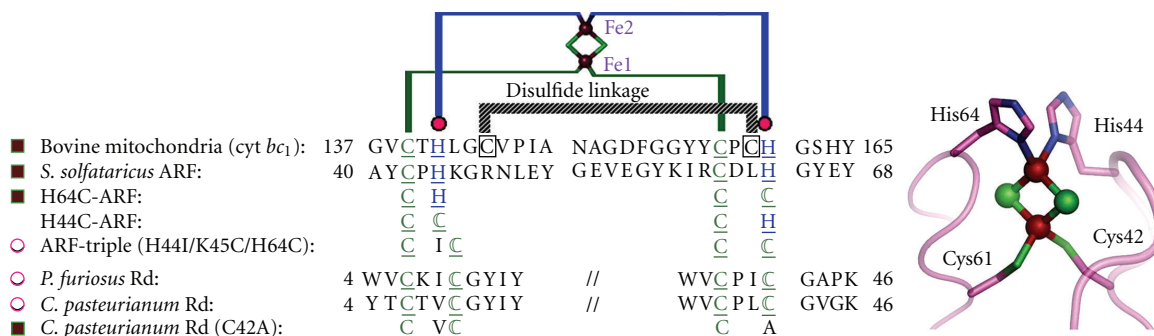 Fe2
Fe1
Disulfide linkage
Bovine mitochondria (cyt bc1): 137 GVCTHLGCVPIA NAGDFGGYYCPCH GSHY 165
S. solfataricus ARF: 40 AYCPHKGRNLEY GEVEGYKIRCDLH GYEY 68
H64C-ARF: C H C
H44C-ARF: C C H
ARF-triple (H44I/K45C/H64C): C I C C C
P. furiosus Rd: 4 WVCKICGYIY // WVCPIC GAPK 46
C. pasteurianum Rd: 4 YTCTVCGYIY // WVCPLC GVGK 46
C. pasteurianum Rd (C42A): C VC C A
His64
His44
Cys61
Cys42